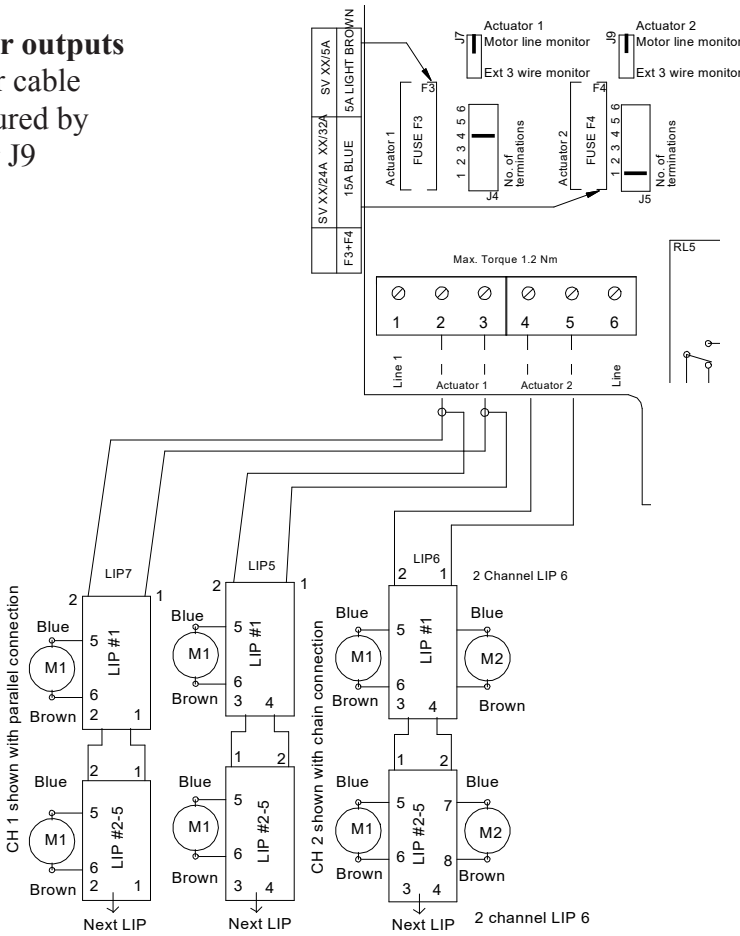 r outputs
r cable
ured by
J9
SV XX/5A
5A LIGHT BROWN
SV XX/24A XX/32A
15A BLUE
F3+F4
Actuator 1
FUSE F3
F3
J7
Actuator 1
Motor line monitor
Ext 3 wire monitor
1 2 3 4 5 6
J4
No. of
terminations
Actuator 2
FUSE F4
F4
J9
Actuator 2
Motor line monitor
Ext 3 wire monitor
1 2 3 4 5 6
J5
No. of
terminations
Max. Torque 1.2 Nm
RL5
1 2 3 4 5 6
Line 1
Actuator 1
Actuator 2
Line
CH 1 shown with parallel connection
LIP7
2 1
Blue
5
M1
LIP #1
6
Brown
2 1
2 1
Blue
5
M1
LIP #2-5
6
Brown
2 1
Next LIP
LIP5
2 1
Blue
5
M1
LIP #1
6
Brown
3 4
1 2
Blue
5
M1
LIP #2-5
6
Brown
3 4
Next LIP
CH 2 shown with chain connection
LIP6
2 1
2 Channel LIP 6
Blue
Blue
5
M1
LIP #1
M2
6
Brown
Brown
3 4
1 2
Blue
Blue
5 7
M1
LIP #2-5
M2
6 8
Brown
Brown
3 4
Next LIP
2 channel LIP 6